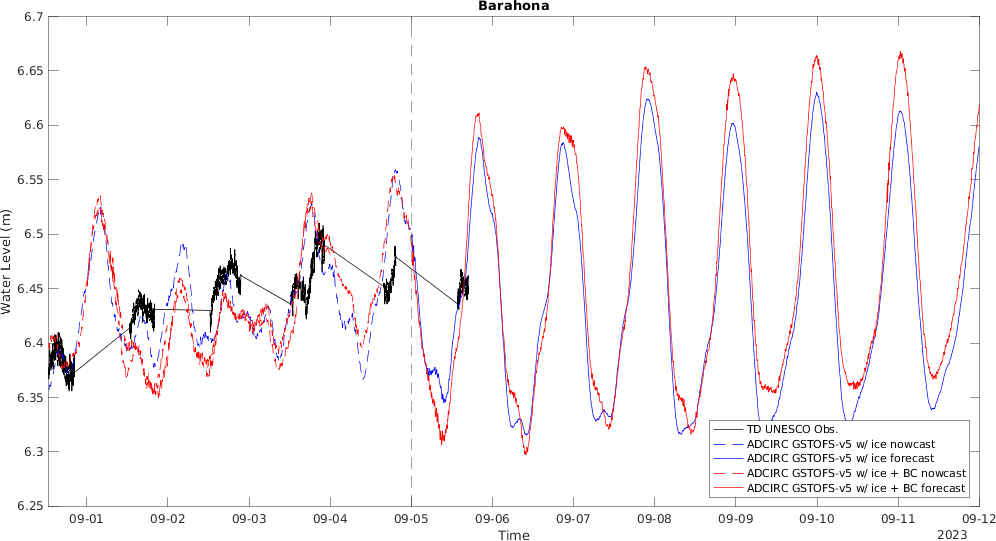 Barahona
6.7
6.65
6.6
6.55
6.5
6.45
6.4
6.35
6.3
6.25
Water Level (m)
TD UNESCO Obs.
ADCIRC GSTOFS-v5 w/ ice nowcast
ADCIRC GSTOFS-v5 w/ ice forecast
ADCIRC GSTOFS-v5 w/ ice + BC nowcast
ADCIRC GSTOFS-v5 w/ ice + BC forecast
09-01 09-02 09-03 09-04 09-05 09-06 09-07 09-08 09-09 09-10 09-11 09-12
Time
2023